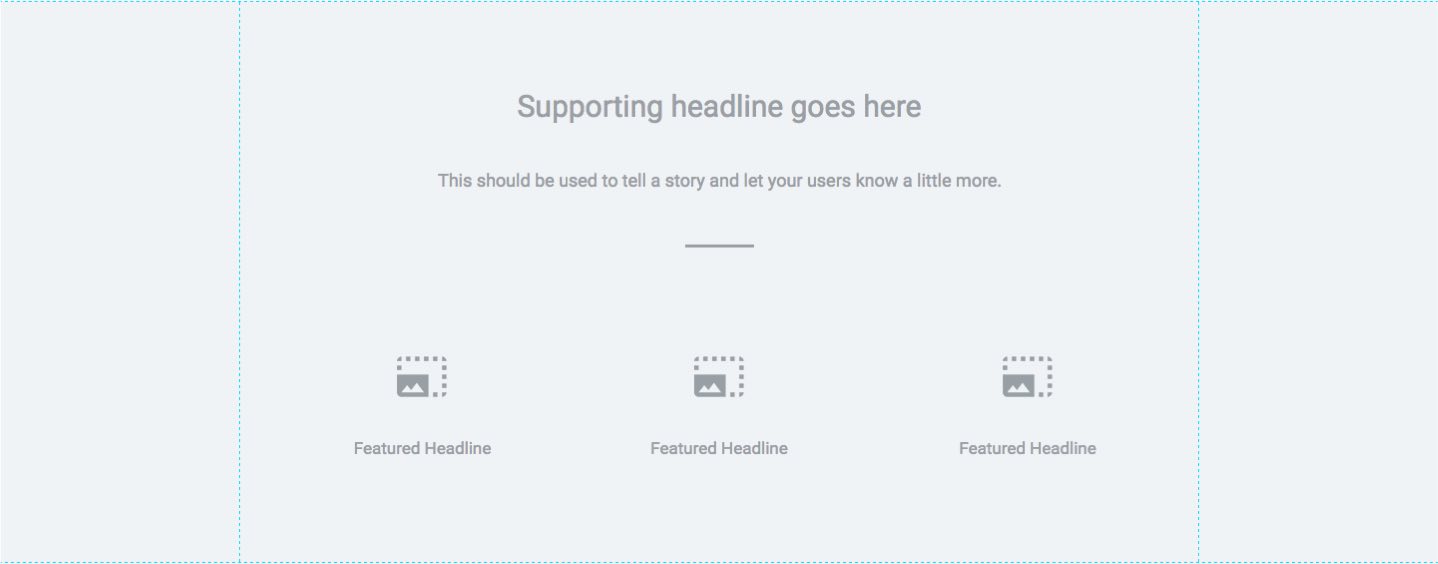 Supporting headline goes here
This should be used to tell a story and let your users know a little more.
Featured Headline
Featured Headline
Featured Headline